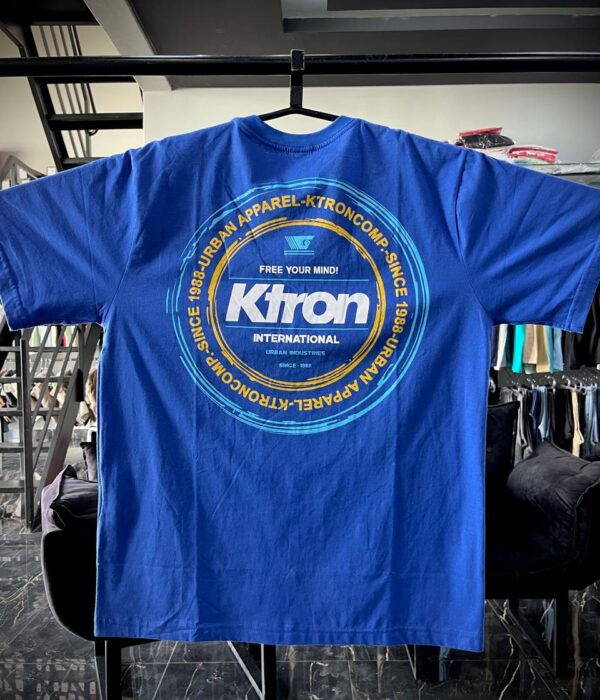 SINCE 1988-URBAN APPAREL-KTRONCOMP.-SINCE 1988-URBAN APPAREL-KTRONCOMP.-
FREE YOUR MIND!
Ktron
INTERNATIONAL
URBAN INDUSTRIES
SINCE - 1988